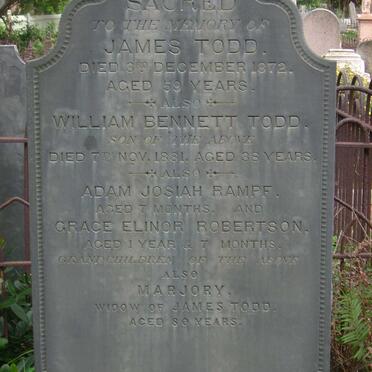 SACRED
TO THE MEMORY OF
JAMES TODD.
DIED 3RD DECEMBER 1872.
AGED 59 YEARS.
ALSO
WILLIAM BENNETT TODD.
SON OF THE ABOVE
DIED 7TH NOV. 1881. AGED 38 YEARS.
ALSO
ADAM JOSIAH RAMPF.
AGED 7 MONTHS. AND
GRACE ELINOR ROBERTSON.
AGED 1 YEAR & 7 MONTHS.
GRANDCHILDREN OF THE ABOVE
ALSO
MARJORY.
WIDOW OF JAMES TODD.
AGED 89 YEARS.